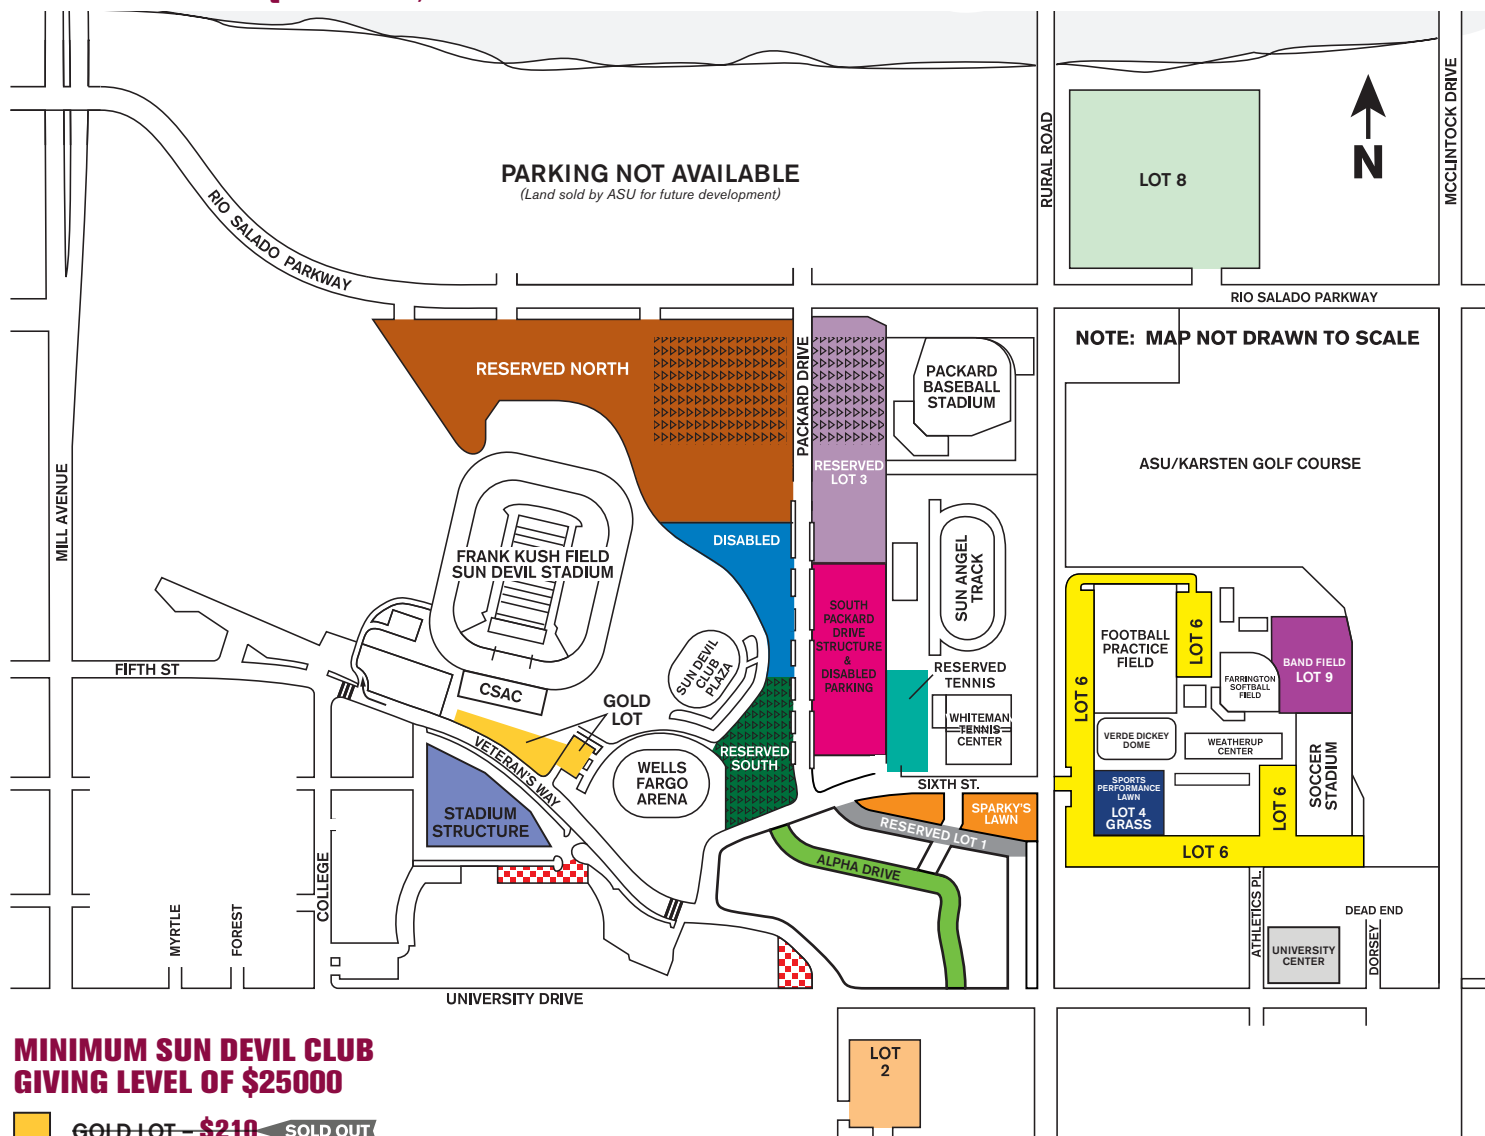 PARKING NOT AVAILABLE
(Land sold by ASU for future development)
RURAL ROAD
LOT 8
N
MCCLINTOCK DRIVE
RIO SALADO PARKWAY
RIO SALADO PARKWAY
NOTE: MAP NOT DRAWN TO SCALE
RESERVED NORTH
PACKARD DRIVE
PACKARD
BASEBALL
STADIUM
RESERVED
LOT 3
ASU/KARSTEN GOLF COURSE
MILL AVENUE
DISABLED
FRANK KUSH FIELD
SUN DEVIL STADIUM
SUN ANGEL
TRACK
SOUTH
PACKARD
DRIVE
STRUCTURE
&
DISABLED
PARKING
FOOTBALL
PRACTICE
FIELD
LOT 6
BAND FIELD
LOT 9
FIFTH ST
SUN DEVIL
CLUB
PLAZA
RESERVED
TENNIS
FARRINGTON
SOFTBALL
FIELD
CSAC
GOLD
LOT
LOT 6
WHITEMAN
TENNIS
CENTER
VERDE DICKEY
DOME
WEATHERUP
CENTER
RESERVED
SOUTH
VETERAN'S WAY
WELLS
FARGO
ARENA
SOCCER
STADIUM
SIXTH ST.
SPORTS
PERFORMANCE
LAWN
LOT 4
GRASS
LOT 6
STADIUM
STRUCTURE
SPARKY'S
LAWN
RESERVED LOT 1
LOT 6
ALPHA DRIVE
COLLEGE
MYRTLE
FOREST
ATHLETICS PL.
DEAD END
DORSEY
UNIVERSITY
CENTER
UNIVERSITY DRIVE
MINIMUM SUN DEVIL CLUB
GIVING LEVEL OF $25000
LOT
2
GOLD LOT – $210 SOLD OUT